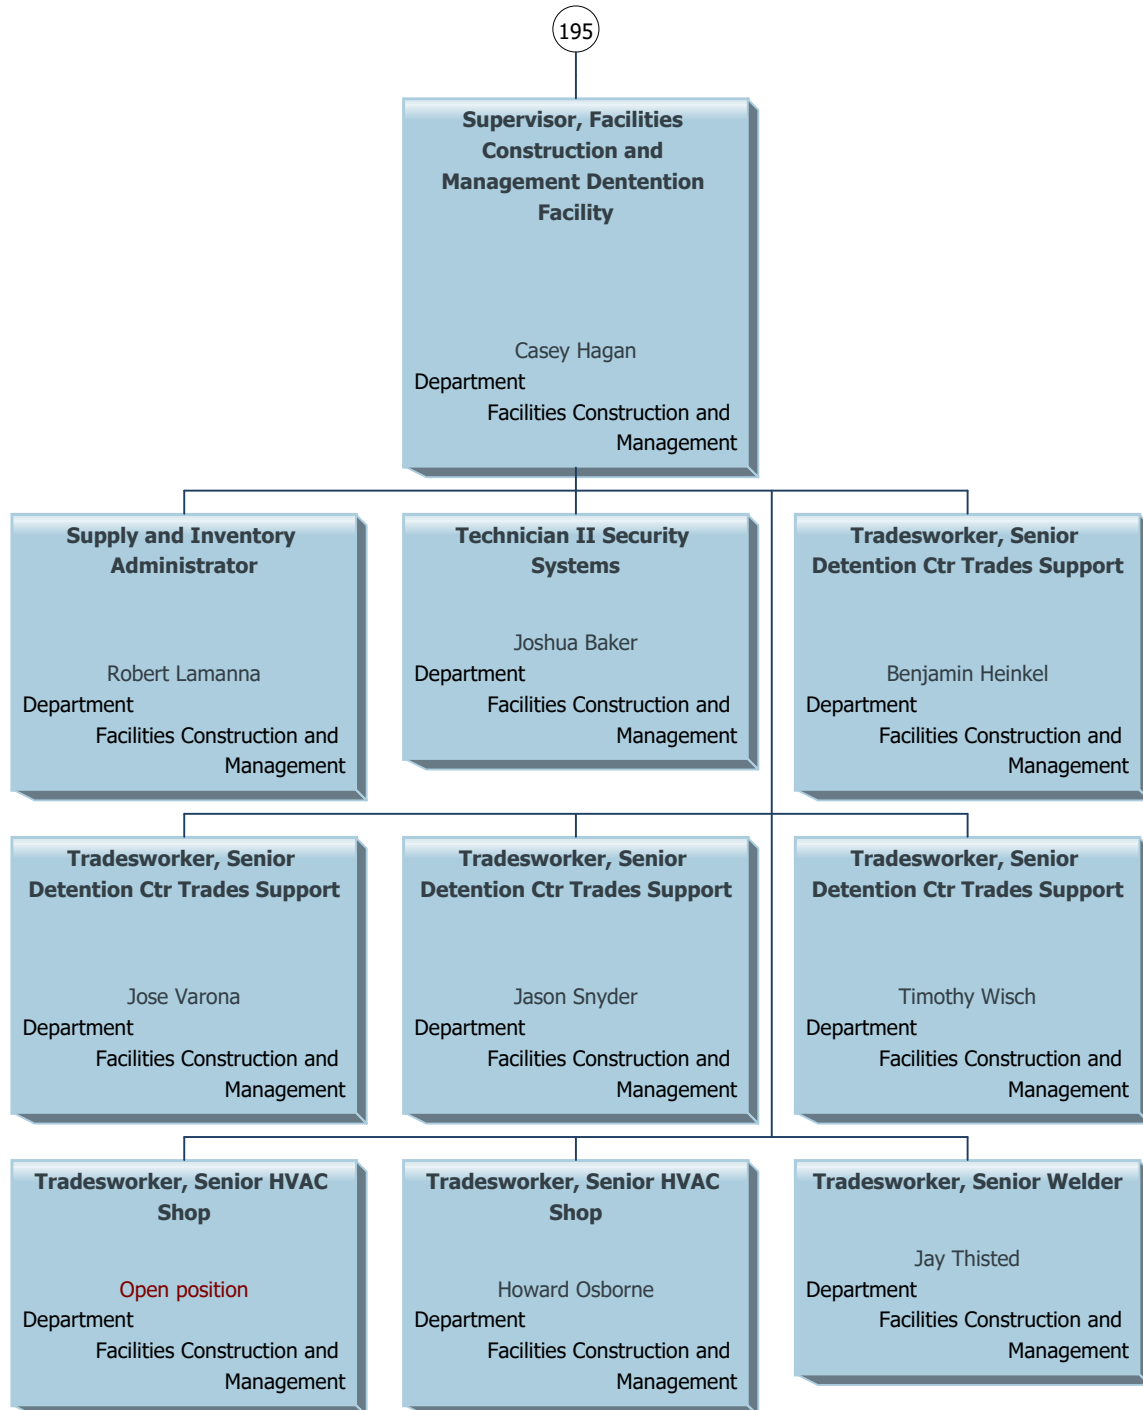 195
Supervisor, Facilities
Construction and
Management Dentention
Facility
Casey Hagan
Department
Facilities Construction and
Management
Supply and Inventory
Administrator
Robert Lamanna
Department
Facilities Construction and
Management
Technician II Security
Systems
Joshua Baker
Department
Facilities Construction and
Management
Tradesworker, Senior
Detention Ctr Trades Support
Benjamin Heinkel
Department
Facilities Construction and
Management
Tradesworker, Senior
Detention Ctr Trades Support
Jose Varona
Department
Facilities Construction and
Management
Tradesworker, Senior
Detention Ctr Trades Support
Jason Snyder
Department
Facilities Construction and
Management
Tradesworker, Senior
Detention Ctr Trades Support
Timothy Wisch
Department
Facilities Construction and
Management
Tradesworker, Senior HVAC
Shop
Open position
Department
Facilities Construction and
Management
Tradesworker, Senior HVAC
Shop
Howard Osborne
Department
Facilities Construction and
Management
Tradesworker, Senior Welder
Jay Thisted
Department
Facilities Construction and
Management